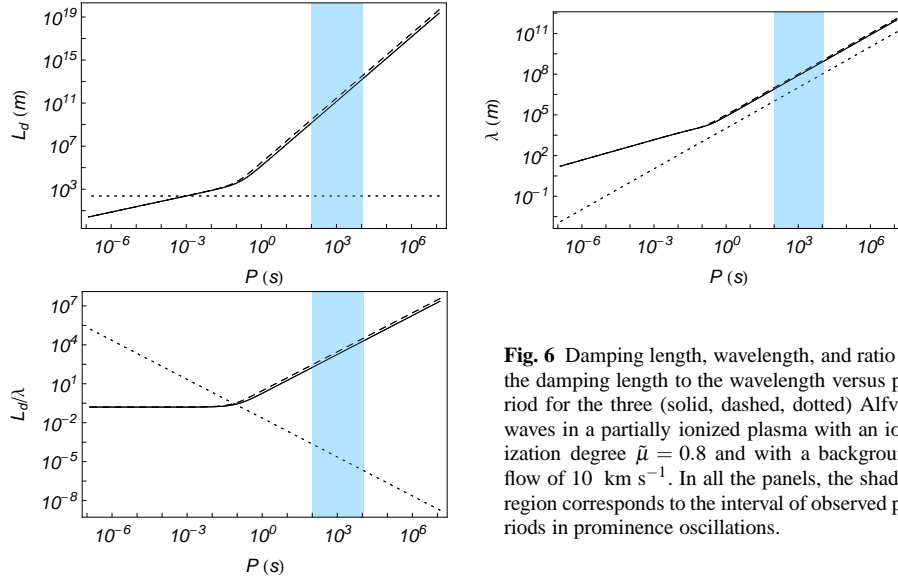 10^19
10^15
10^11
10^7
10^3
L_d (m)
10^−6 10^−3 10^0 10^3 10^6
P (s)
10^11
10^8
10^5
10^2
10^−1
λ (m)
10^−6 10^−3 10^0 10^3 10^6
P (s)
10^7
10^4
10^1
10^−2
10^−5
10^−8
L_d/λ
10^−6 10^−3 10^0 10^3 10^6
P (s)
Fig. 6 Damping length, wavelength, and ratio
the damping length to the wavelength versus p
riod for the three (solid, dashed, dotted) Alfv
waves in a partially ionized plasma with an io
ization degree μ̃ = 0.8 and with a backgroun
flow of 10 km s^−1. In all the panels, the shad
region corresponds to the interval of observed p
riods in prominence oscillations.